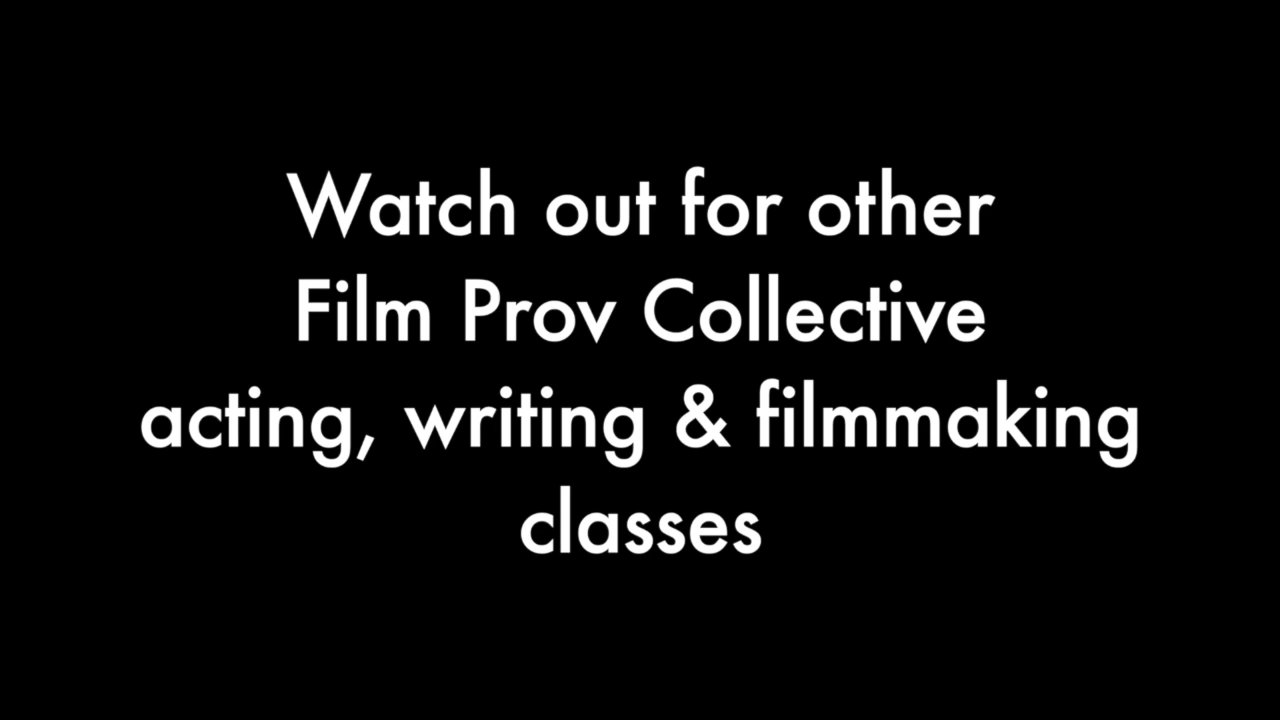 Watch out for other
Film Prov Collective
acting, writing & filmmaking
classes